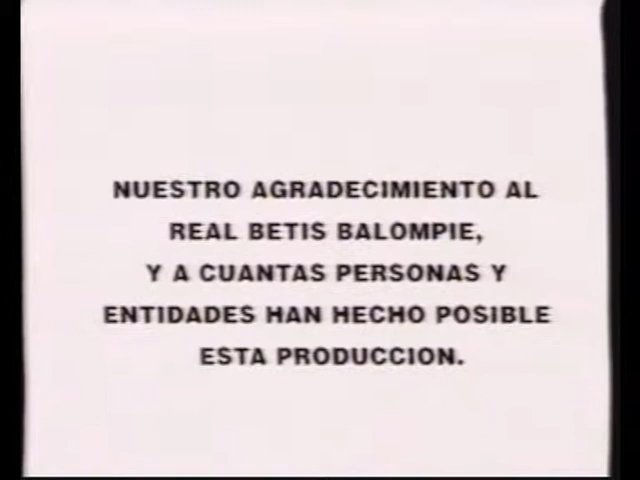 NUESTRO AGRADECIMIENTO AL
REAL BETIS BALOMPIE,
Y A CUANTAS PERSONAS Y
ENTIDADES HAN HECHO POSIBLE
ESTA PRODUCCION.